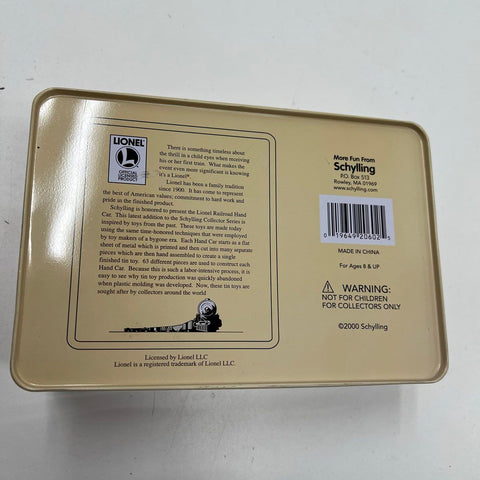 LIONEL
L
OFFICIAL
LICENSED
PRODUCT
There is something timeless about
the thrill in a child eyes when receiving
his or her first train. What makes the
event even more significant is knowing
it's a Lionel®.
Lionel has been a family tradition
since 1900. It has come to represent
the best of American values; commitment to hard work and
pride in the finished product.
Schylling is honored to present the Lionel Railroad Hand
Car. This latest addition to the Schylling Collector Series is
inspired by toys from the past. These toys are made today
using the same time-honored techniques that were employed
by toy makers of a bygone era. Each Hand Car starts as a flat
sheet of metal which is printed and then cut into many separate
pieces which are then hand assembled to create a single
finished tin toy. 63 different pieces are used to construct each
Hand Car. Because this is such a labor-intensive process, it is
easy to see why tin toy production was quickly abandoned
when plastic molding was developed. Now, these tin toys are
sought after by collectors around the world
Licensed by Lionel LLC
Lionel is a registered trademark of Lionel LLC.
More Fun From
Schylling
P.O. Box 513
Rowley, MA 01969
www.schylling.com
0 19649 20602 5
MADE IN CHINA
For Ages 8 & UP
WARNING:
NOT FOR CHILDREN
FOR COLLECTORS ONLY
©2000 Schylling